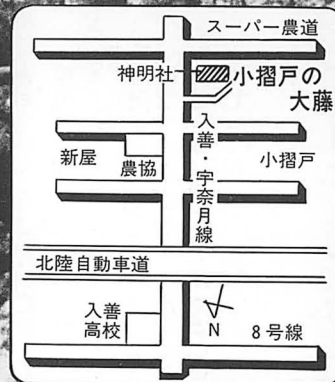 スーパー農道
神明社
小摺戸の
大藤
入善・宇奈月線
新屋
農協
小摺戸
北陸自動車道
入善
高校
N
8号線